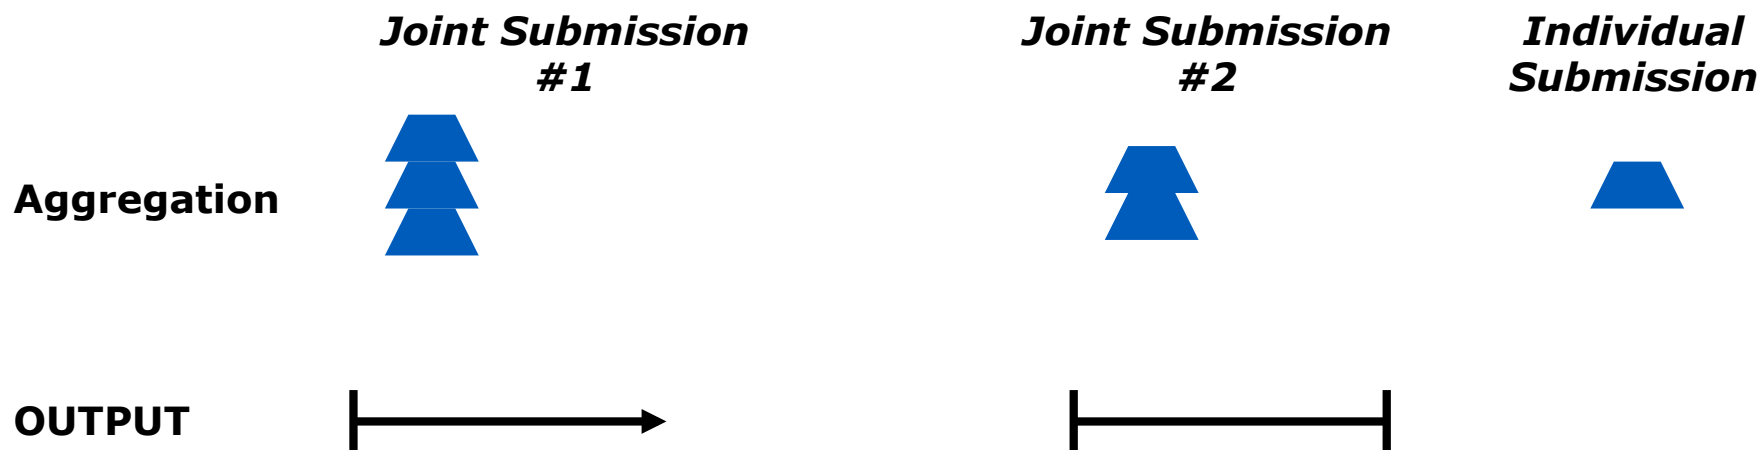 Joint Submission
#1
Joint Submission
#2
Individual
Submission
Aggregation
OUTPUT